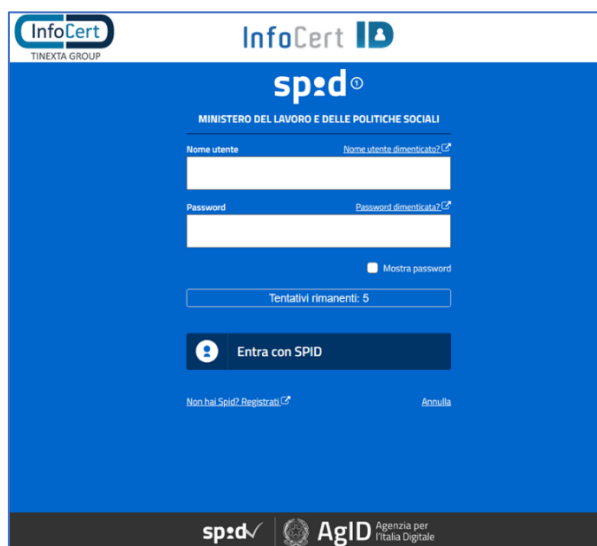 InfoCert
TINEXTA GROUP
InfoCert ID
spid 1
MINISTERO DEL LAVORO E DELLE POLITICHE SOCIALI
Nome utente Nome utente dimenticato?
Password Password dimenticata?
Mostra password
Tentativi rimanenti: 5
Entra con SPID
Non hai Spid? Registrati Annulla
spid AgID Agenzia per
l'Italia Digitale